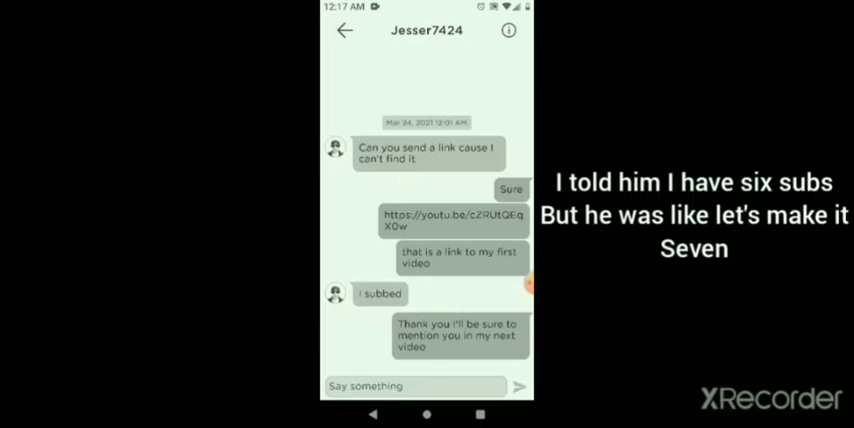 12:17 AM
Jesser7424
Mar 24, 2021 12:01 AM
Can you send a link cause I
can't find it
Sure
https://youtu.be/cZRUtQEq
X0w
that is a link to my first
video
I subbed
Thank you I'll be sure to
mention you in my next
video
Say something
I told him I have six subs
But he was like let's make it
Seven
XRecorder